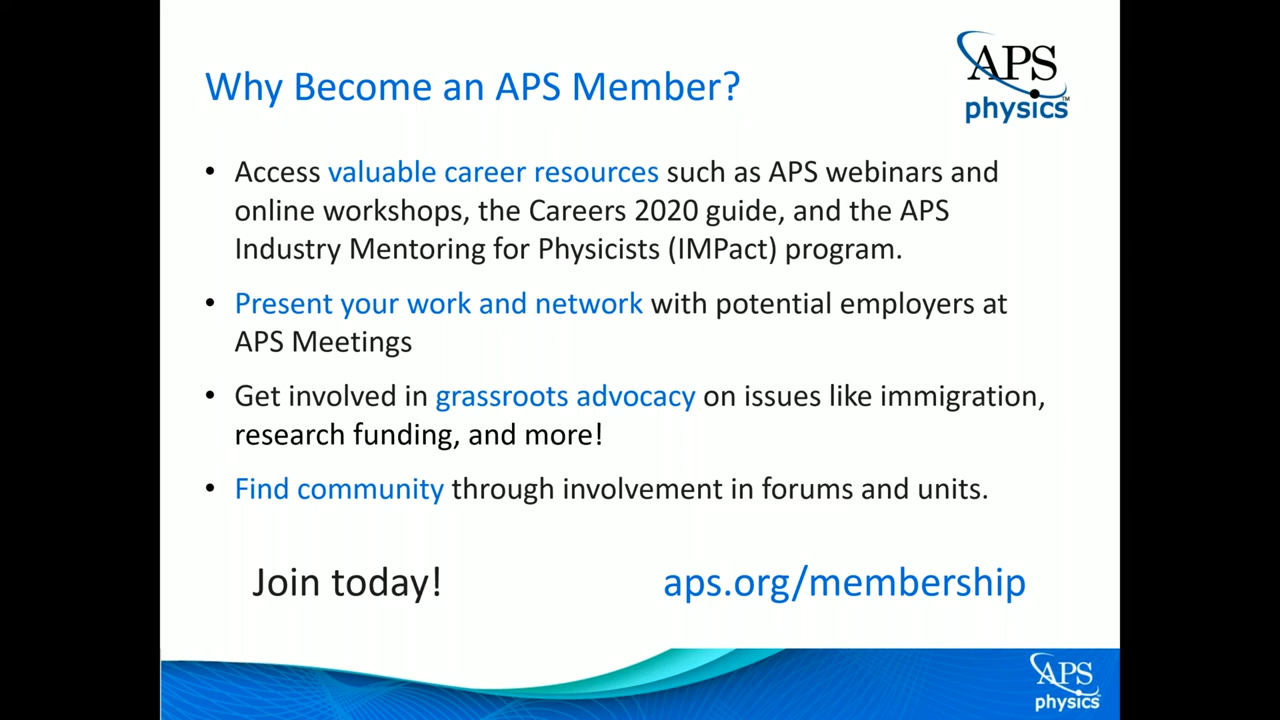 Why Become an APS Member?
APS
physics™
• Access valuable career resources such as APS webinars and
online workshops, the Careers 2020 guide, and the APS
Industry Mentoring for Physicists (IMPact) program.
• Present your work and network with potential employers at
APS Meetings
• Get involved in grassroots advocacy on issues like immigration,
research funding, and more!
• Find community through involvement in forums and units.
Join today! aps.org/membership
APS
physics